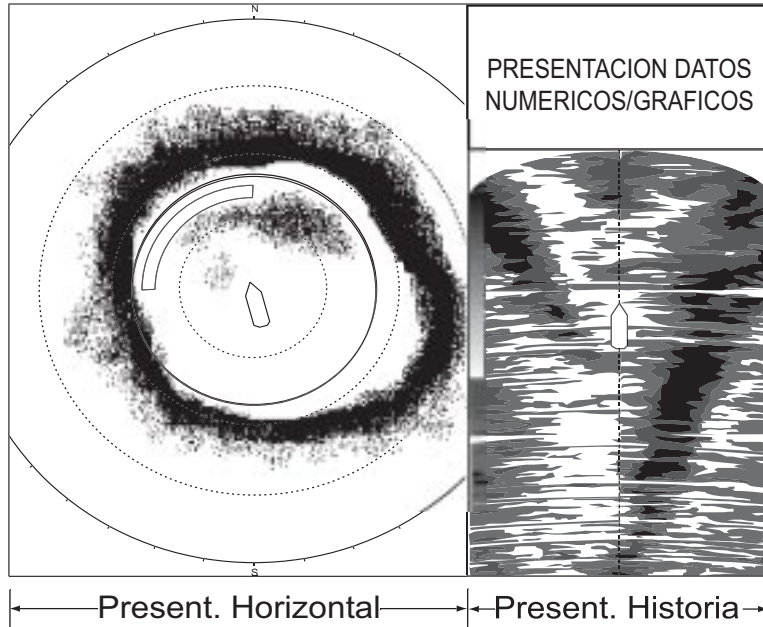 N
PRESENTACION DATOS
NUMERICOS/GRAFICOS
S
Present. Horizontal
Present. Historia